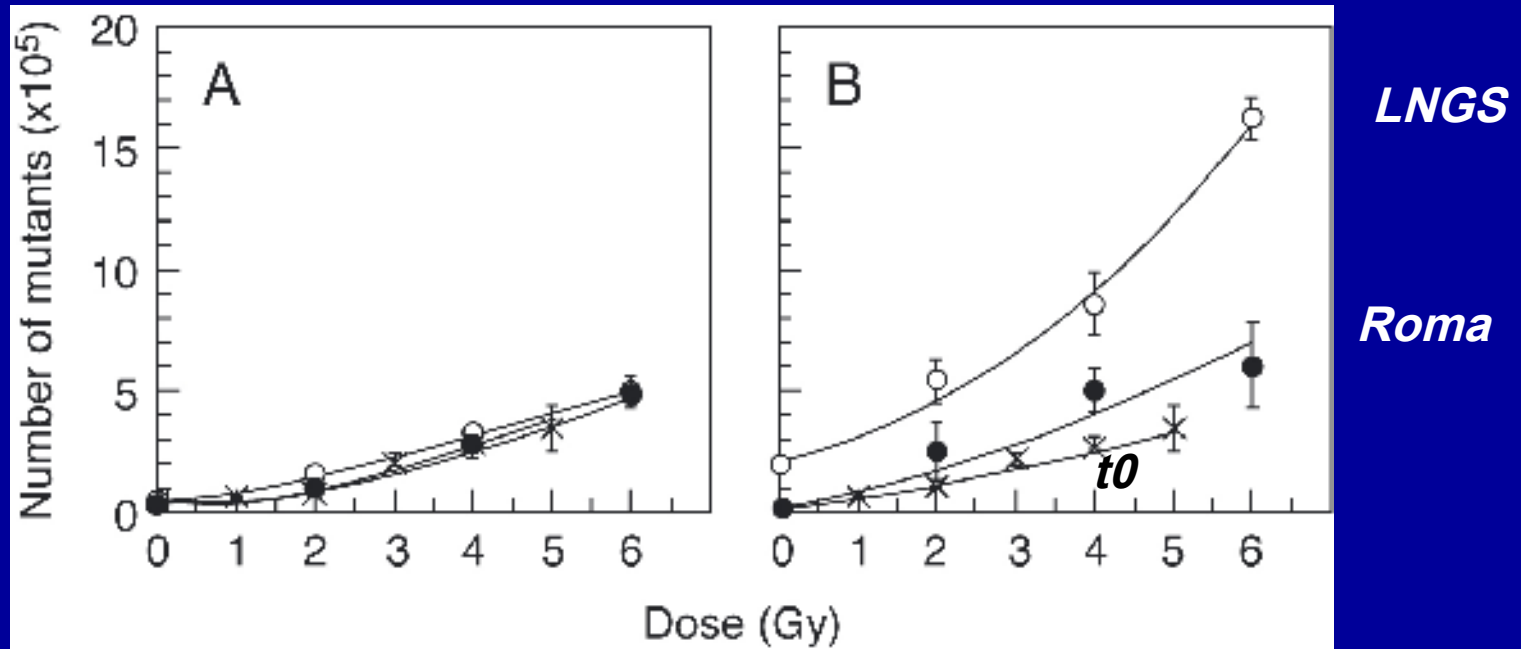 Number of mutants (x10⁵)
20
15
10
5
0
A
0 1 2 3 4 5 6
B
t0
0 1 2 3 4 5 6
Dose (Gy)
LNGS
Roma